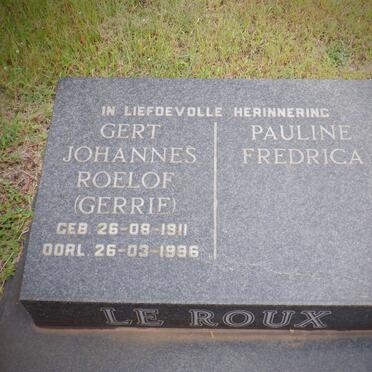 IN LIEFDEVOLLE HERINNERING
GERT
JOHANNES
ROELOF
(GERRIE)
GEB. 26-08-1911
OORL. 26-03-1996
PAULINE
FREDRICA
LE ROUX